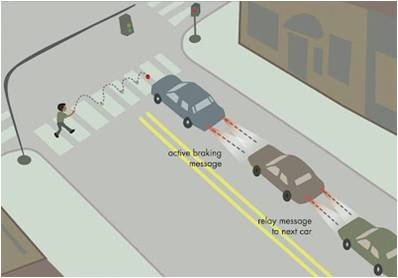 active braking
message
relay message
to next car